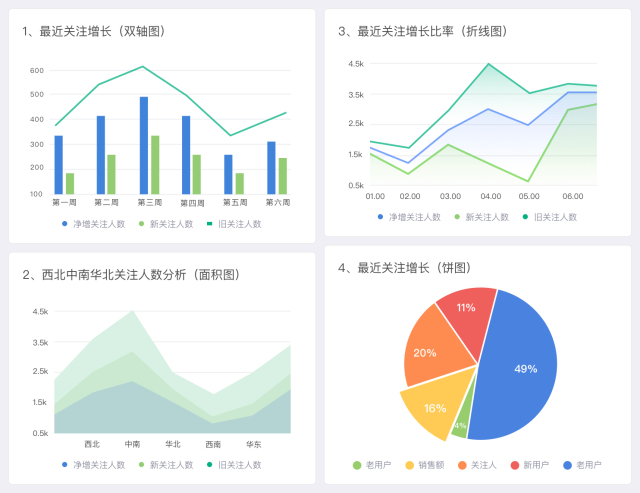 1、最近关注增长（双轴图）
600
500
400
300
200
100
第一周 第二周 第三周 第四周 第五周 第六周
净增关注人数 新关注人数 旧关注人数
2、西北中南华北关注人数分析（面积图）
4.5k
3.5k
2.5k
1.5k
0.5k
西北 中南 华北 西南 华东
净增关注人数 新关注人数 旧关注人数
3、最近关注增长比率（折线图）
4.5k
3.5k
2.5k
1.5k
0.5k
01.00 02.00 03.00 04.00 05.00 06.00
净增关注人数 新关注人数 旧关注人数
4、最近关注增长（饼图）
11%
20%
49%
16%
4%
老用户 销售额 关注人 新用户 老用户